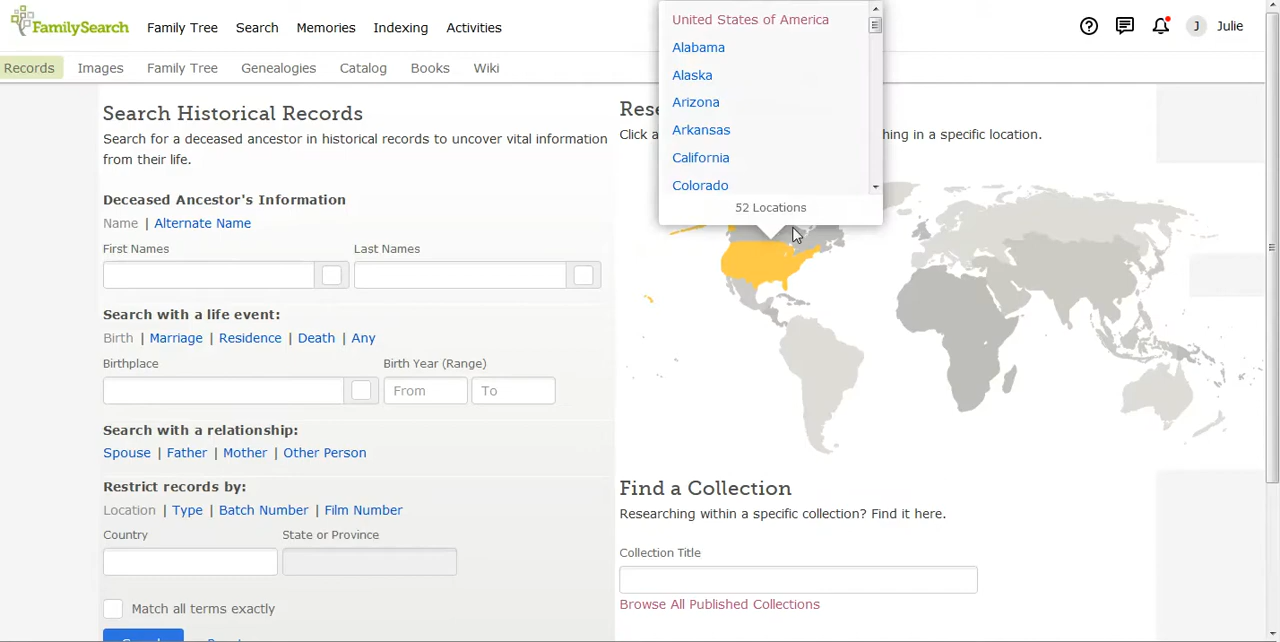 FamilySearch Family Tree Search Memories Indexing Activities J Julie
Records Images Family Tree Genealogies Catalog Books Wiki
Search Historical Records
Search for a deceased ancestor in historical records to uncover vital information
from their life.
Deceased Ancestor's Information
Name | Alternate Name
First Names Last Names
Search with a life event:
Birth | Marriage | Residence | Death | Any
Birthplace Birth Year (Range)
From To
Search with a relationship:
Spouse | Father | Mother | Other Person
Restrict records by:
Location | Type | Batch Number | Film Number
Country State or Province
Match all terms exactly
United States of America
Alabama
Alaska
Arizona
Arkansas
California
Colorado
52 Locations
Click a
hing in a specific location.
Find a Collection
Researching within a specific collection? Find it here.
Collection Title
Browse All Published Collections